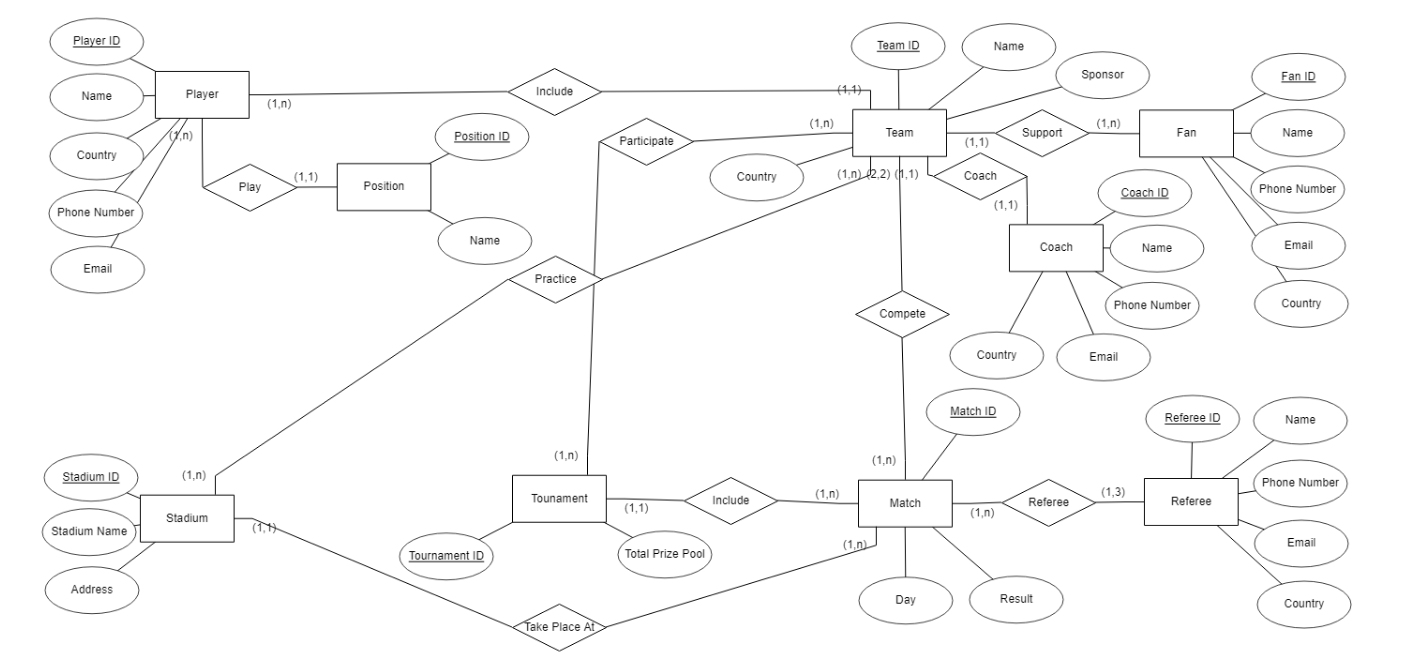 Player ID
Name
Country
Phone Number
Email
Player
(1,n)
(1,n)
Include
(1,1)
Play
(1,1)
Position
Position ID
Name
Participate
(1,n)
Team ID
Name
Sponsor
Team
Country
(1,n) (2,2) (1,1)
(1,1)
Support
(1,n)
Fan
Fan ID
Name
Phone Number
Email
Country
Coach
(1,1)
Coach
Coach ID
Name
Phone Number
Email
Country
Practice
Compete
(1,n)
(1,n)
(1,n)
Stadium ID
Stadium Name
Address
Stadium
(1,1)
Tounament
Tournament ID
Total Prize Pool
(1,1)
Include
(1,n)
Match
Match ID
Day
Result
(1,n)
(1,n)
Referee
(1,3)
Referee
Referee ID
Name
Phone Number
Email
Country
Take Place At